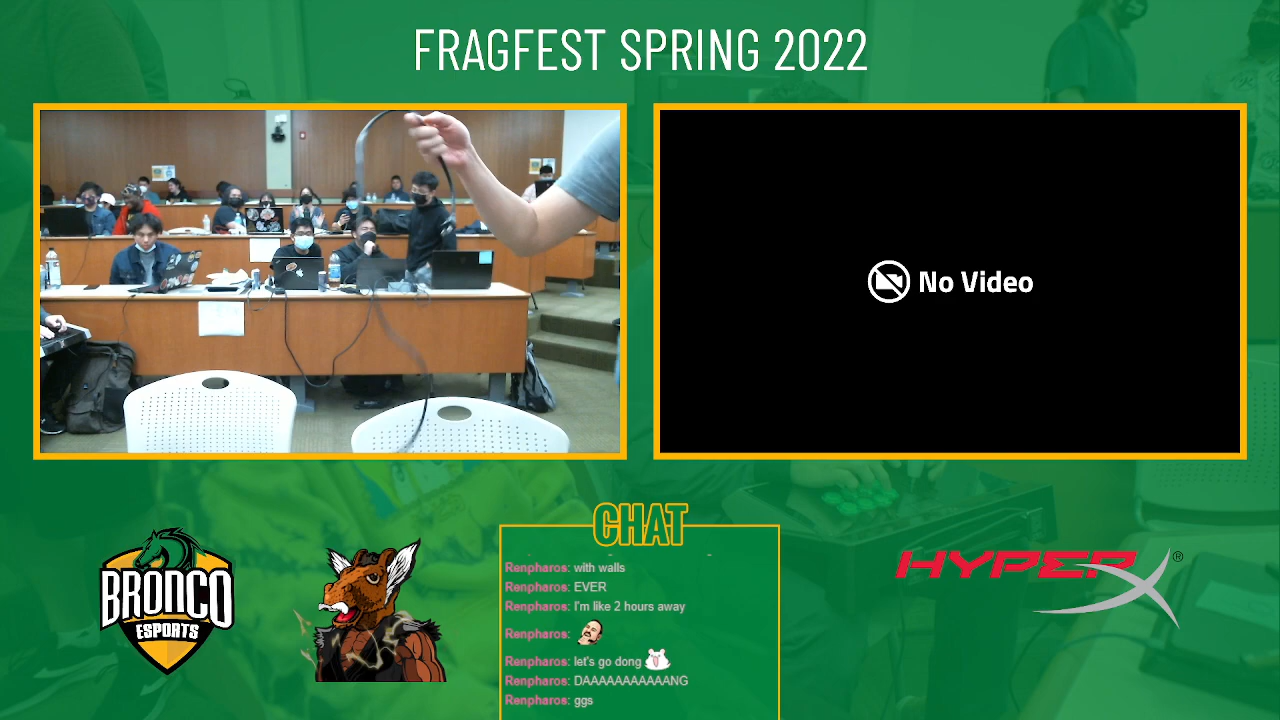 FRAGFEST SPRING 2022
No Video
CHAT
Renpharos: with walls
Renpharos: EVER
Renpharos: I'm like 2 hours away
Renpharos:
Renpharos: let's go dong
Renpharos: DAAAAAAAAAAANG
Renpharos: ggs
BRONCO
ESPORTS
HYPERX®